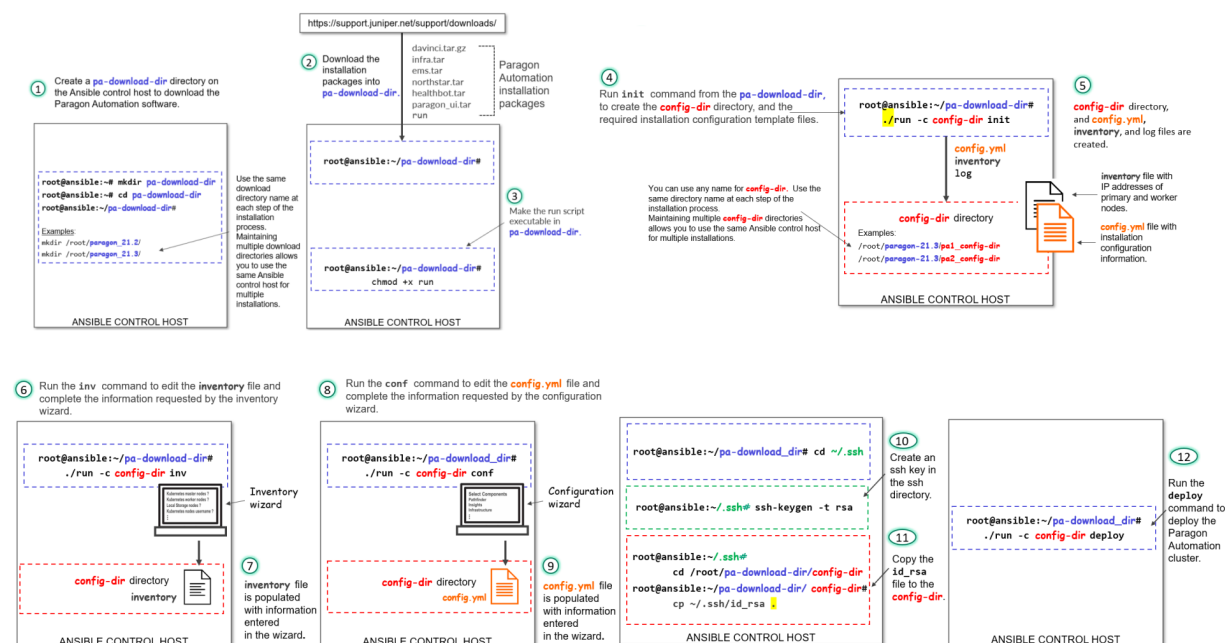 https://support.juniper.net/support/downloads/
1
Create a pa-download-dir directory on
the Ansible control host to download the
Paragon Automation software.
root@ansible:~# mkdir pa-download-dir
root@ansible:~# cd pa-download-dir
root@ansible:~/pa-download-dir#
Examples:
mkdir /root/paragon_21.2/
mkdir /root/paragon_21.3/
ANSIBLE CONTROL HOST
Use the same
download
directory name at
each step of the
installation
process.
Maintaining
multiple download
directories allows
you to use the
same Ansible
control host for
multiple
installations.
2
Download the
installation
packages into
pa-download-dir.
davinci.tar.gz
infra.tar
ems.tar
northstar.tar
healthbot.tar
paragon_ui.tar
run
Paragon
Automation
installation
packages
root@ansible:~/pa-download-dir#
3
Make the run script
executable in
pa-download-dir.
root@ansible:~/pa-download-dir#
chmod +x run
ANSIBLE CONTROL HOST
4
Run init command from the pa-download-dir,
to create the config-dir directory, and the
required installation configuration template files.
root@ansible:~/pa-download-dir#
./run -c config-dir init
config.yml
inventory
log
You can use any name for config-dir. Use the
same directory name at each step of the
installation process.
Maintaining multiple config-dir directories
allows you to use the same Ansible control host
for multiple installations.
config-dir directory
Examples:
/root/paragon-21.3/pa1_config-dir
/root/paragon-21.3/pa2_config-dir
ANSIBLE CONTROL HOST
5
config-dir directory,
and config.yml,
inventory, and log files are
created.
inventory file with
IP addresses of
primary and worker
nodes.
config.yml file with
installation
configuration
information.
6
Run the inv command to edit the inventory file and
complete the information requested by the inventory
wizard.
root@ansible:~/pa-download-dir#
./run -c config-dir inv
Kubernetes master nodes ?
Kubernetes worker nodes ?
Local Storage nodes ?
Kubernetes nodes username ?
Inventory
wizard
config-dir directory
inventory
7
inventory file
is populated
with information
entered
in the wizard.
ANSIBLE CONTROL HOST
8
Run the conf command to edit the config.yml file and
complete the information requested by the configuration
wizard.
root@ansible:~/pa-download_dir#
./run -c config-dir conf
Select Components
Pathfinder
Insights
Infrastructure
Configuration
wizard
config-dir directory
config.yml
9
config.yml file
is populated
with information
entered
in the wizard.
ANSIBLE CONTROL HOST
root@ansible:~/pa-download_dir# cd ~/.ssh
root@ansible:~/.ssh# ssh-keygen -t rsa
10
Create an
ssh key in
the ssh
directory.
root@ansible:~/.ssh#
cd /root/pa-download-dir/config-dir
root@ansible:~/pa-download-dir/ config-dir#
cp ~/.ssh/id_rsa .
11
Copy the
id_rsa
file to the
config-dir.
ANSIBLE CONTROL HOST
root@ansible:~/pa-download_dir#
./run -c config-dir deploy
12
Run the
deploy
command to
deploy the
Paragon
Automation
cluster.
ANSIBLE CONTROL HOST